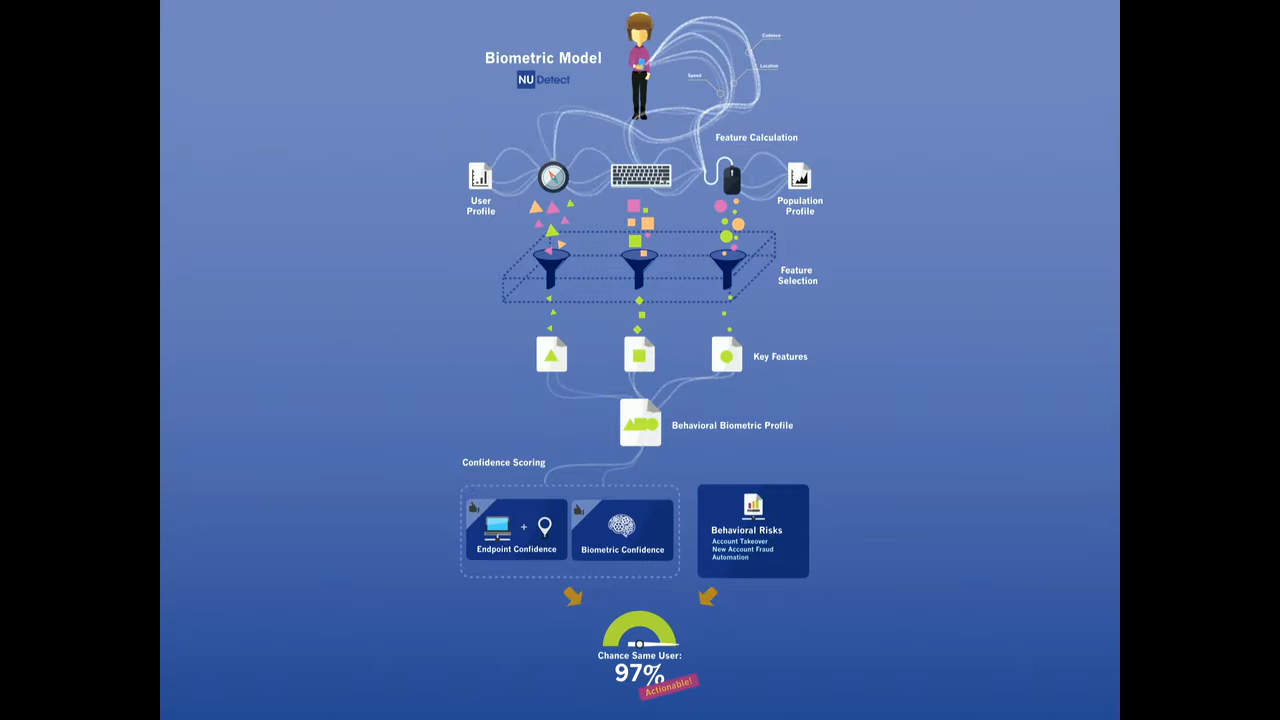 Cadence
Biometric Model
Location
Speed
NU Detect
Feature Calculation
User
Profile
Population
Profile
Feature
Selection
Key Features
Behavioral Biometric Profile
Confidence Scoring
Behavioral Risks
Account Takeover
New Account Fraud
Automation
+
Endpoint Confidence
Biometric Confidence
Chance Same User:
97%
Actionable!